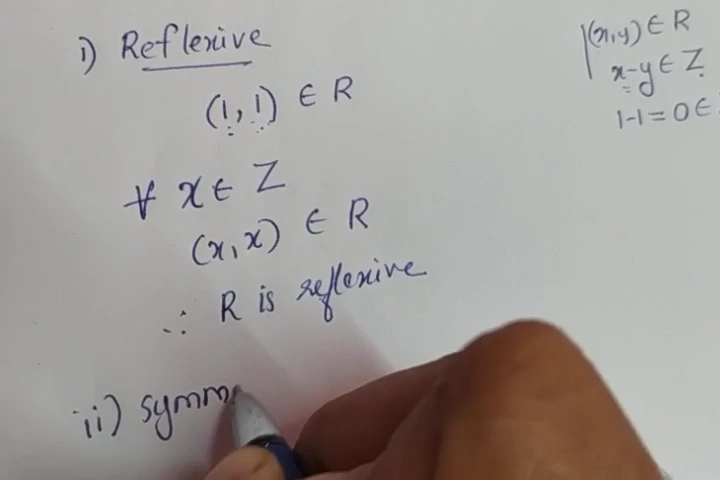 i) Reflexive
(1, 1) ∈ R
∀ x ∈ Z
(x, x) ∈ R
∴ R is reflexive
ii) symm
(x,y) ∈ R
x-y ∈ Z
1-1 = 0 ∈